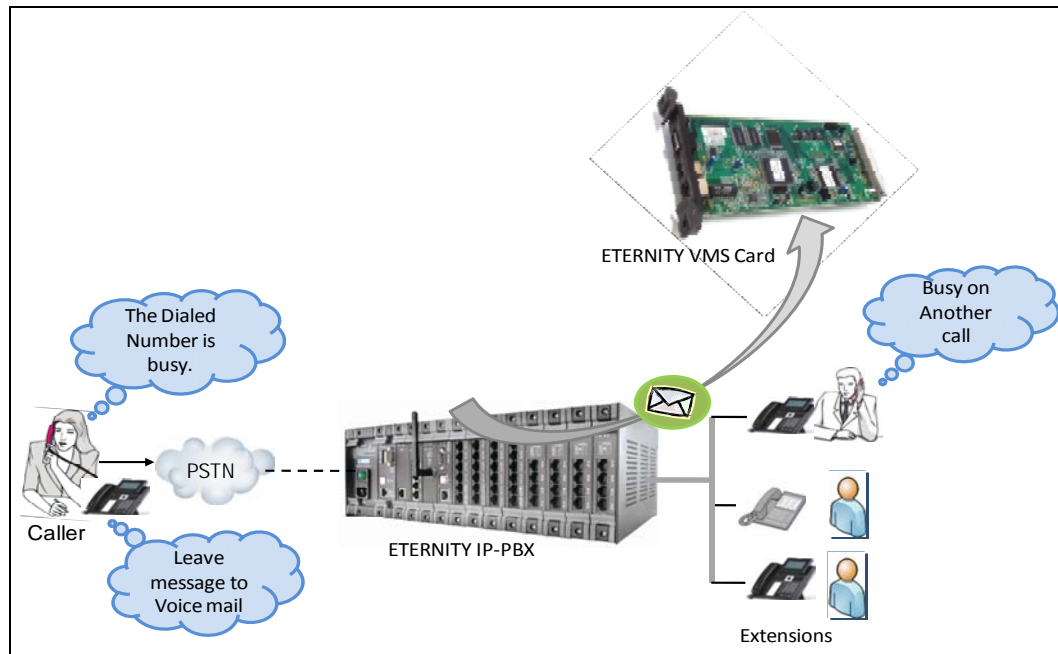 ETERNITY VMS Card
Busy on
Another
call
The Dialed
Number is
busy.
PSTN
Caller
ETERNITY IP-PBX
Leave
message to
Voice mail
Extensions